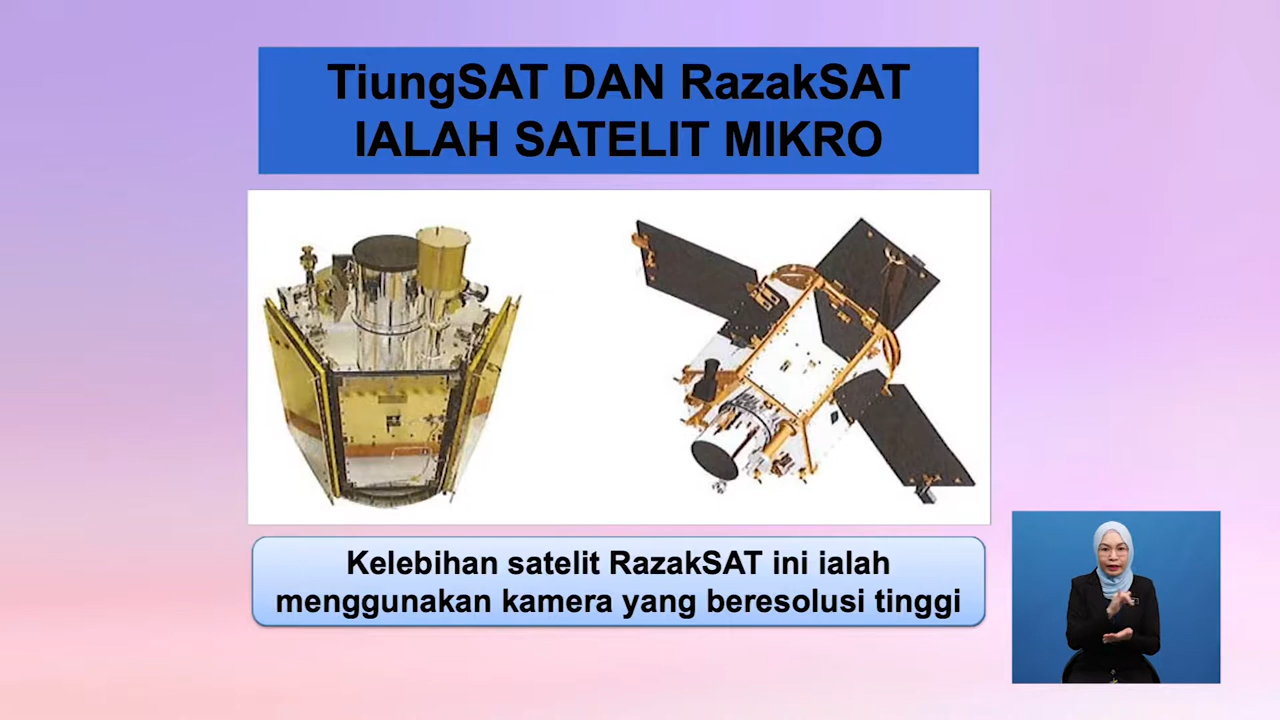 TiungSAT DAN RazakSAT
IALAH SATELIT MIKRO
Kelebihan satelit RazakSAT ini ialah
menggunakan kamera yang beresolusi tinggi